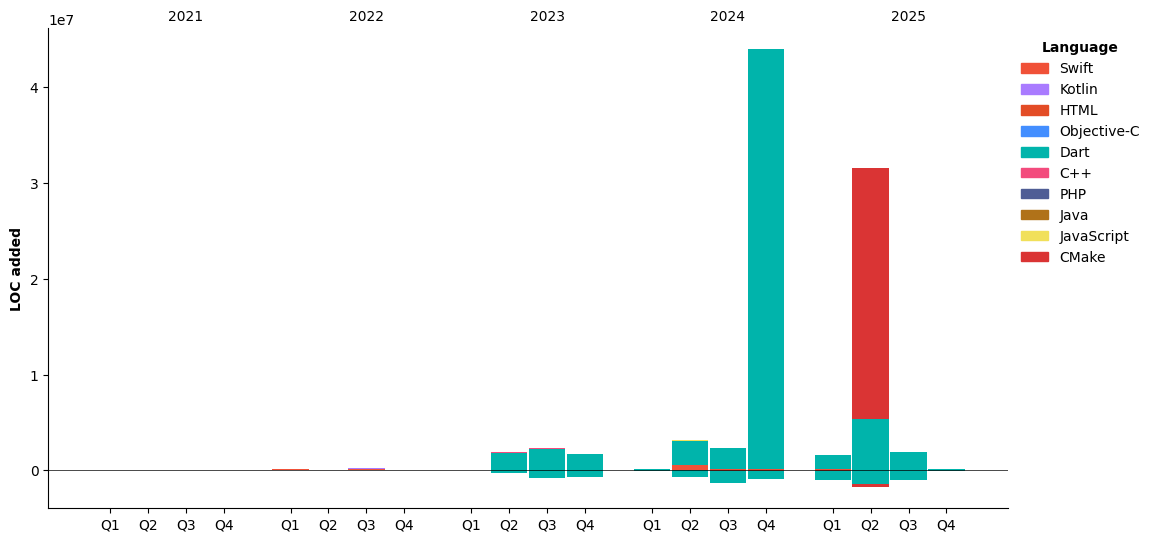 1e7
2021 2022 2023 2024 2025
Language
Swift
Kotlin
HTML
Objective-C
Dart
C++
PHP
Java
JavaScript
CMake
LOC added
4
3
2
1
0
Q1 Q2 Q3 Q4 Q1 Q2 Q3 Q4 Q1 Q2 Q3 Q4 Q1 Q2 Q3 Q4 Q1 Q2 Q3 Q4